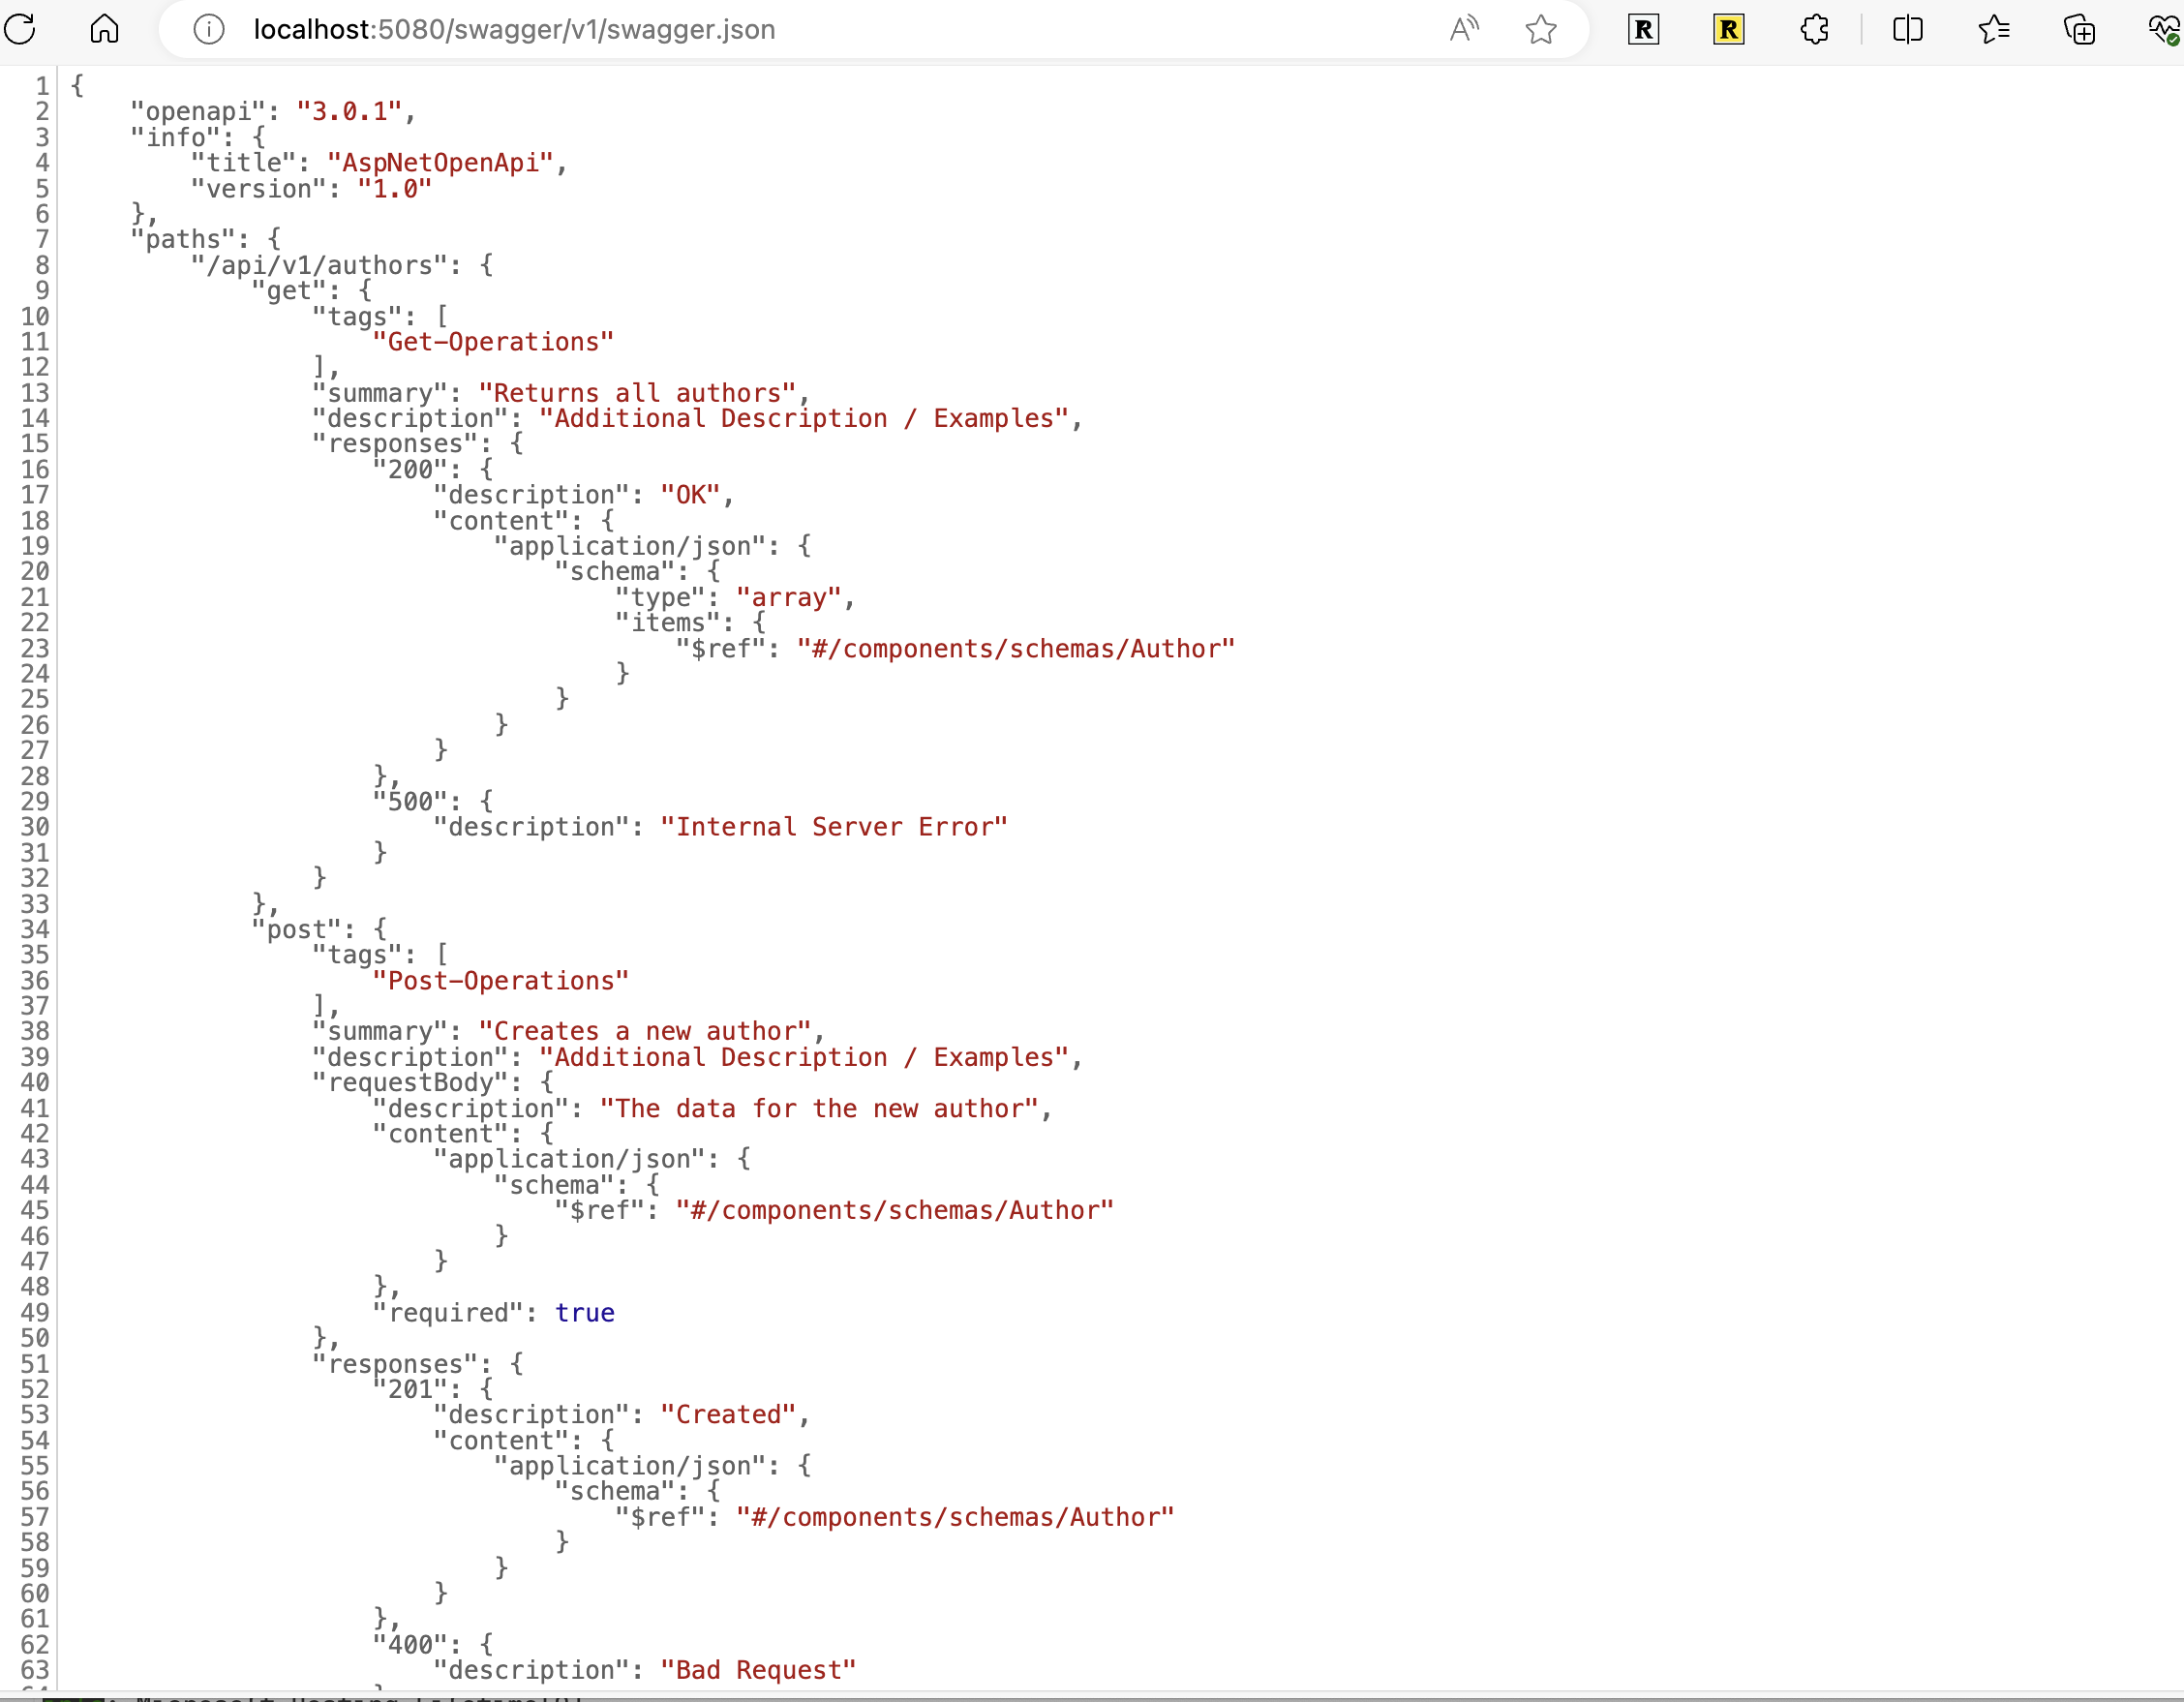 localhost:5080/swagger/v1/swagger.json
1 {
2     "openapi": "3.0.1",
3     "info": {
4         "title": "AspNetOpenApi",
5         "version": "1.0"
6     },
7     "paths": {
8         "/api/v1/authors": {
9             "get": {
10                 "tags": [
11                     "Get-Operations"
12                 ],
13                 "summary": "Returns all authors",
14                 "description": "Additional Description / Examples",
15                 "responses": {
16                     "200": {
17                         "description": "OK",
18                         "content": {
19                             "application/json": {
20                                 "schema": {
21                                     "type": "array",
22                                     "items": {
23                                         "$ref": "#/components/schemas/Author"
24                                     }
25                                 }
26                             }
27                         }
28                     },
29                     "500": {
30                         "description": "Internal Server Error"
31                     }
32                 }
33             },
34             "post": {
35                 "tags": [
36                     "Post-Operations"
37                 ],
38                 "summary": "Creates a new author",
39                 "description": "Additional Description / Examples",
40                 "requestBody": {
41                     "description": "The data for the new author",
42                     "content": {
43                         "application/json": {
44                             "schema": {
45                                 "$ref": "#/components/schemas/Author"
46                             }
47                         }
48                     },
49                     "required": true
50                 },
51                 "responses": {
52                     "201": {
53                         "description": "Created",
54                         "content": {
55                             "application/json": {
56                                 "schema": {
57                                     "$ref": "#/components/schemas/Author"
58                                 }
59                             }
60                         }
61                     },
62                     "400": {
63                         "description": "Bad Request"